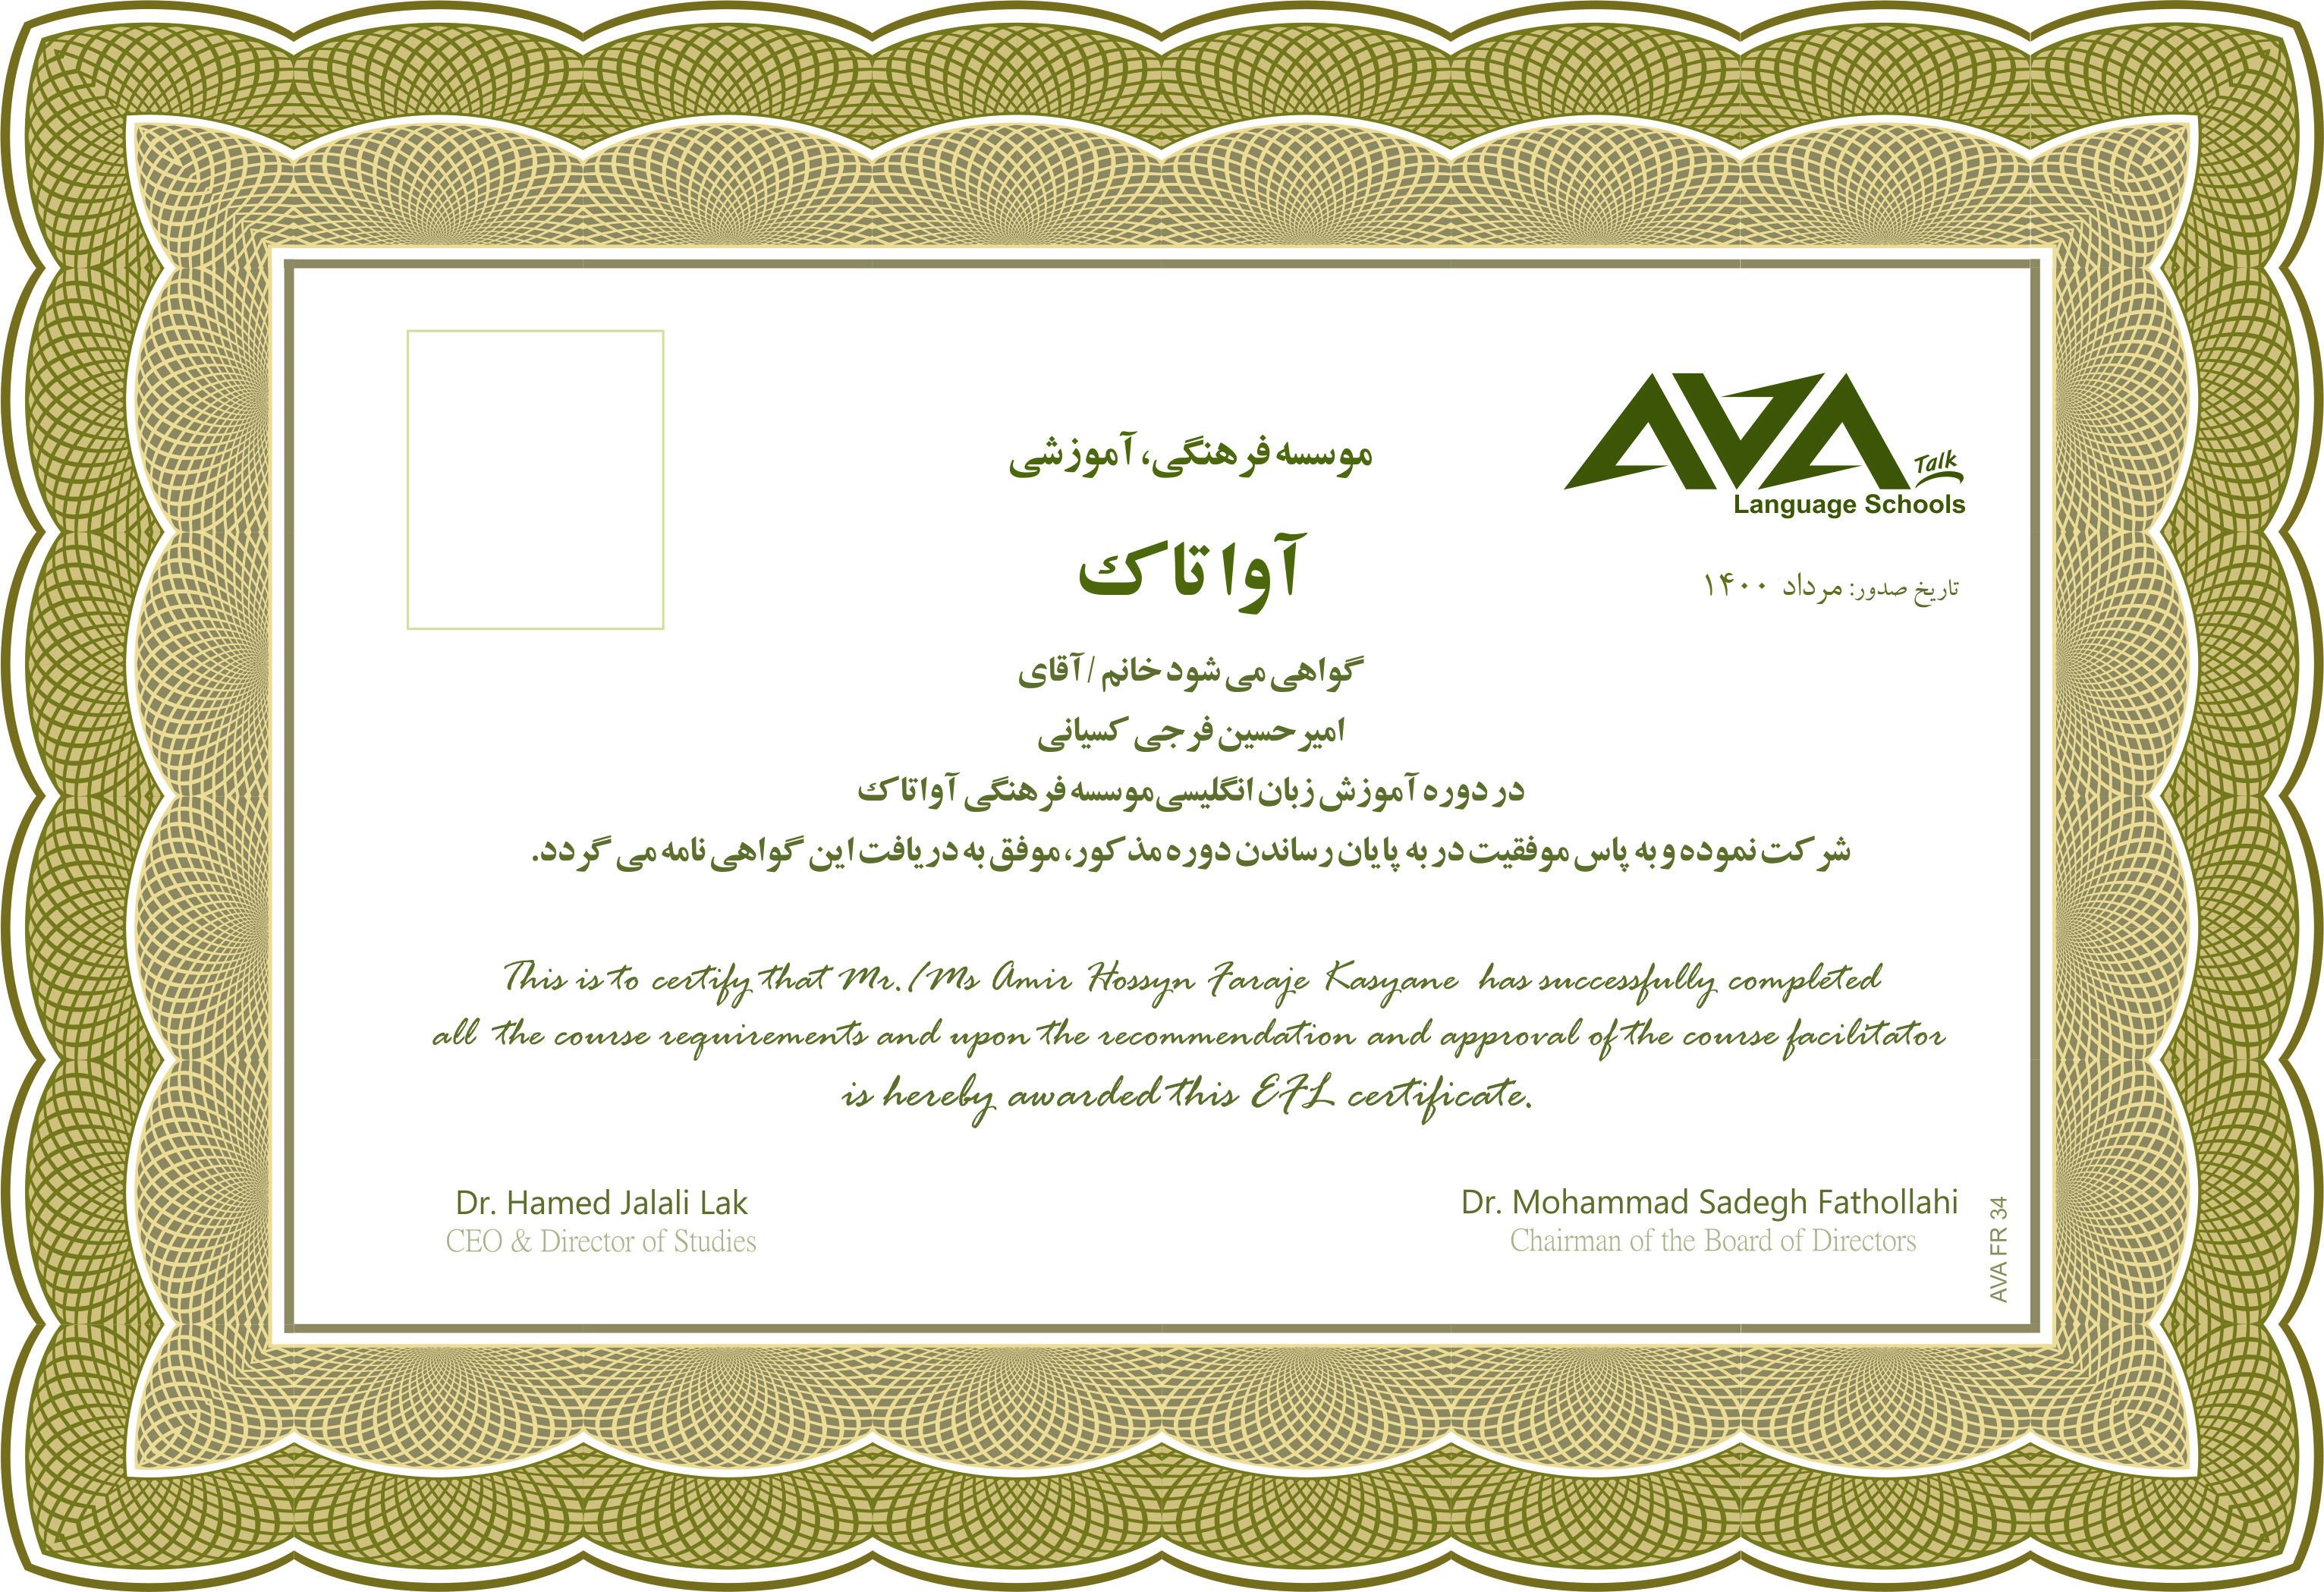 AVA Talk
Language Schools
تاریخ صدور: مرداد ۱۴۰۰
موسسه فرهنگی، آموزشی
آوا تاک
گواهی می شود خانم / آقای
امیرحسین فرجی کسیانی
در دوره آموزش زبان انگلیسی موسسه فرهنگی آواتاک
شرکت نموده و به پاس موفقیت در به پایان رساندن دوره مذکور، موفق به دریافت این گواهی نامه می گردد.
This is to certify that Mr./Ms Amir Hossyn Faraje Kasyane has successfully completed
all the course requirements and upon the recommendation and approval of the course facilitator
is hereby awarded this EFL certificate.
Dr. Hamed Jalali Lak
CEO & Director of Studies
Dr. Mohammad Sadegh Fathollahi
Chairman of the Board of Directors
AVA FR 34